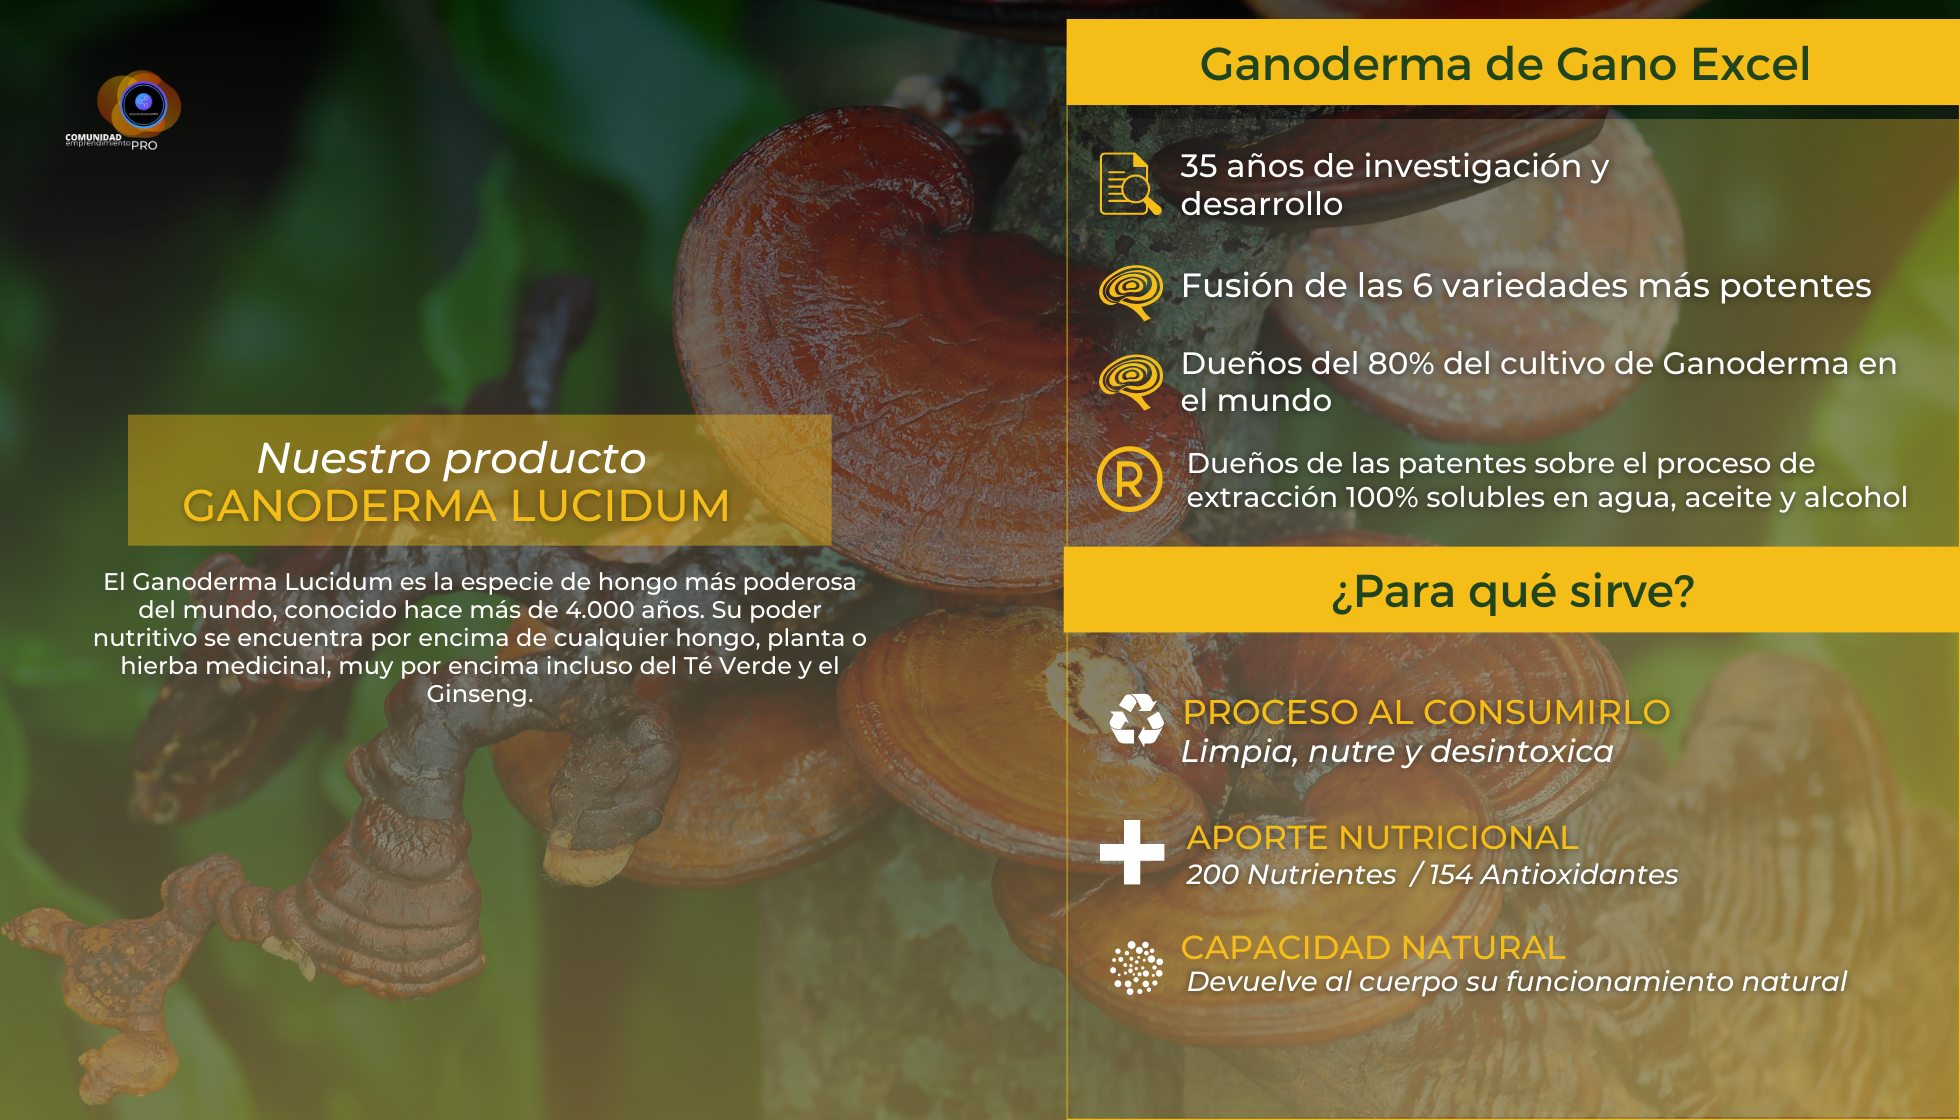 COMUNIDAD
emprendimiento PRO
Nuestro producto
GANODERMA LUCIDUM
El Ganoderma Lucidum es la especie de hongo más poderosa
del mundo, conocido hace más de 4.000 años. Su poder
nutritivo se encuentra por encima de cualquier hongo, planta o
hierba medicinal, muy por encima incluso del Té Verde y el
Ginseng.
Ganoderma de Gano Excel
35 años de investigación y
desarrollo
Fusión de las 6 variedades más potentes
Dueños del 80% del cultivo de Ganoderma en
el mundo
R
Dueños de las patentes sobre el proceso de
extracción 100% solubles en agua, aceite y alcohol
¿Para qué sirve?
PROCESO AL CONSUMIRLO
Limpia, nutre y desintoxica
APORTE NUTRICIONAL
200 Nutrientes / 154 Antioxidantes
CAPACIDAD NATURAL
Devuelve al cuerpo su funcionamiento natural